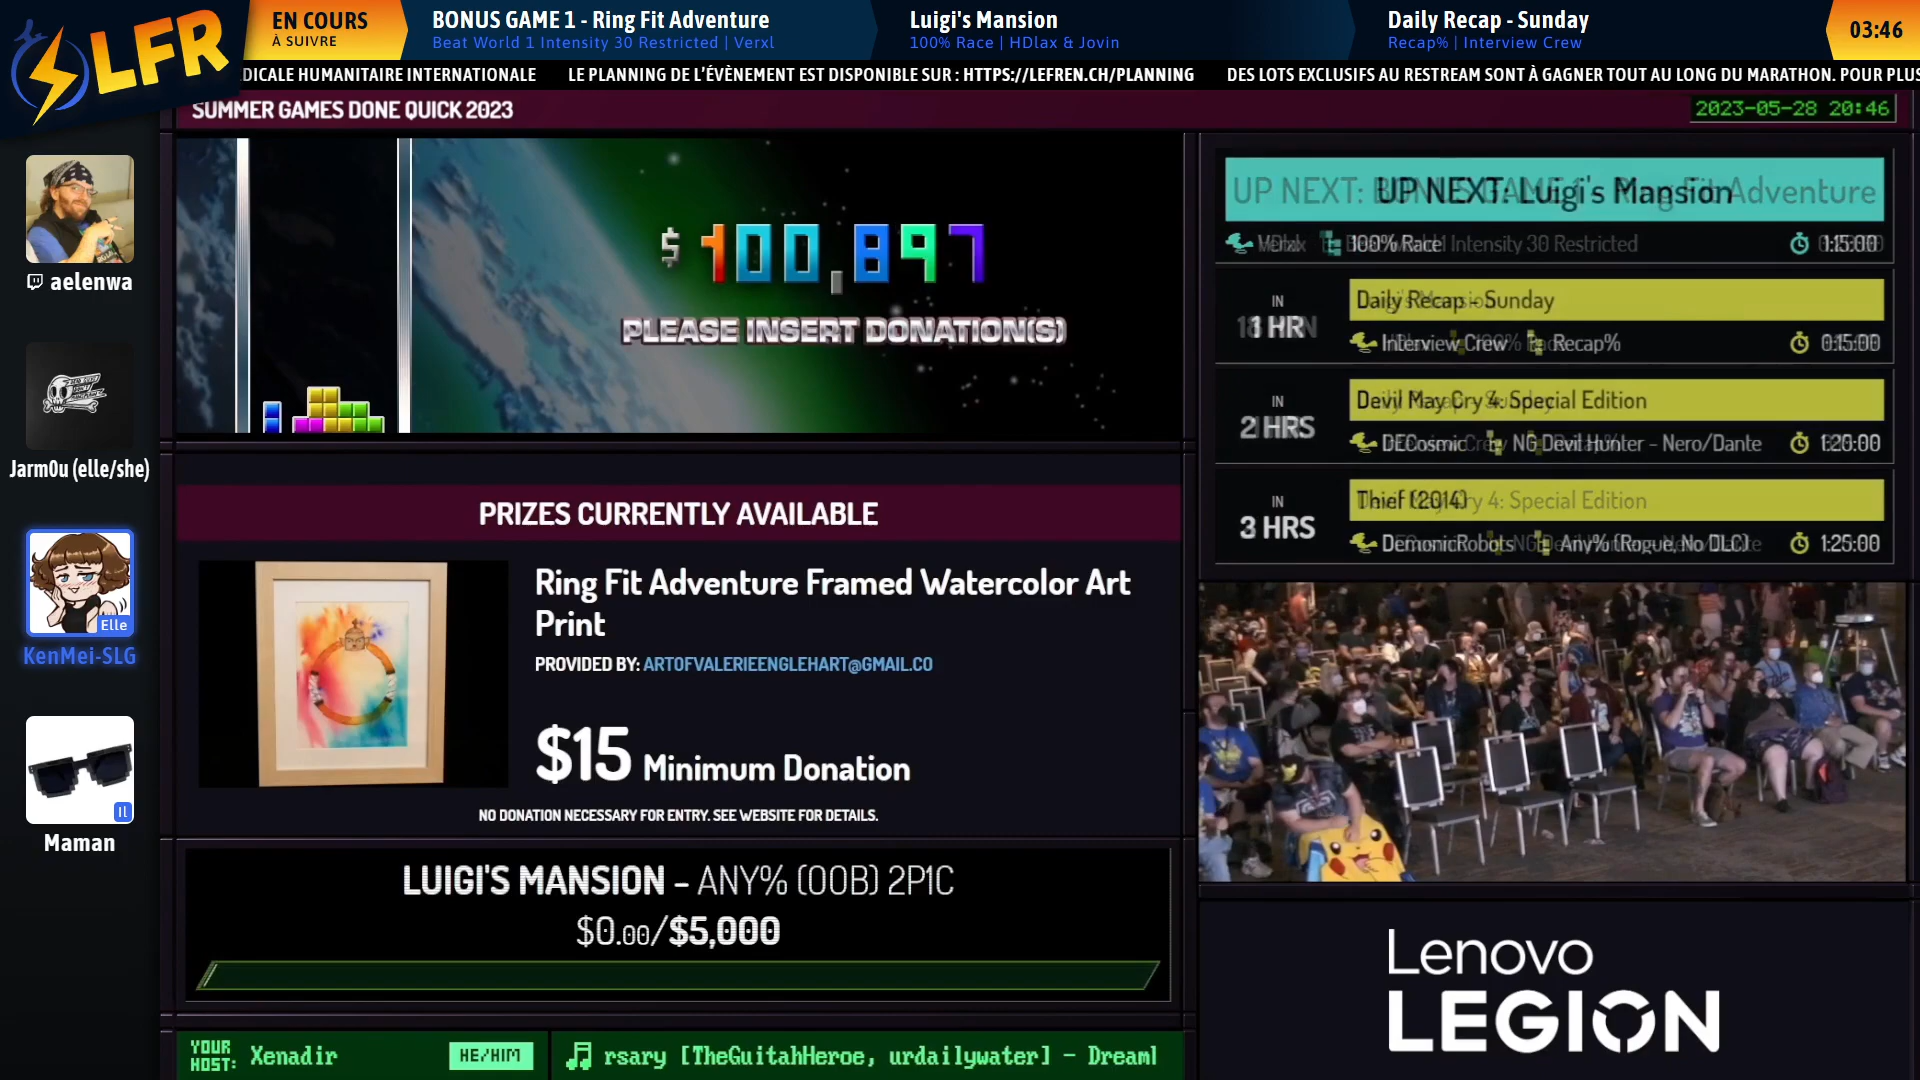 LFR
EN COURS
À SUIVRE
BONUS GAME 1 - Ring Fit Adventure
Beat World 1 Intensity 30 Restricted | Verxl
Luigi's Mansion
100% Race | HDlax & Jovin
Daily Recap - Sunday
Recap% | Interview Crew
03:46
DICALE HUMANITAIRE INTERNATIONALE LE PLANNING DE L'ÉVÈNEMENT EST DISPONIBLE SUR : HTTPS://LEFREN.CH/PLANNING DES LOTS EXCLUSIFS AU RESTREAM SONT À GAGNER TOUT AU LONG DU MARATHON. POUR PLUS
SUMMER GAMES DONE QUICK 2023
2023-05-28 20:46
aelenwa
Jarm0u (elle/she)
Elle
KenMei-SLG
Il
Maman
$100,897
PLEASE INSERT DONATION(S)
UP NEXT: Luigi's Mansion
100% Race
1:15:00
IN
1 HR
Daily Recap - Sunday
Interview Crew Recap%
0:15:00
IN
2 HRS
Devil May Cry 4: Special Edition
DECosmic NG Devil Hunter - Nero/Dante
1:20:00
IN
3 HRS
Thief (2014)
DemonicRobots Any% (Rogue, No DLC)
1:25:00
PRIZES CURRENTLY AVAILABLE
Ring Fit Adventure Framed Watercolor Art
Print
PROVIDED BY: ARTOFVALERIEENGLEHART@GMAIL.CO
$15 Minimum Donation
NO DONATION NECESSARY FOR ENTRY. SEE WEBSITE FOR DETAILS.
LUIGI'S MANSION - ANY% (OOB) 2P1C
$0.00/$5,000
YOUR
HOST:
Xenadir
HE/HIM
rsary [TheGuitahHeroe, urdailywater] - Dreaml
Lenovo
LEGION